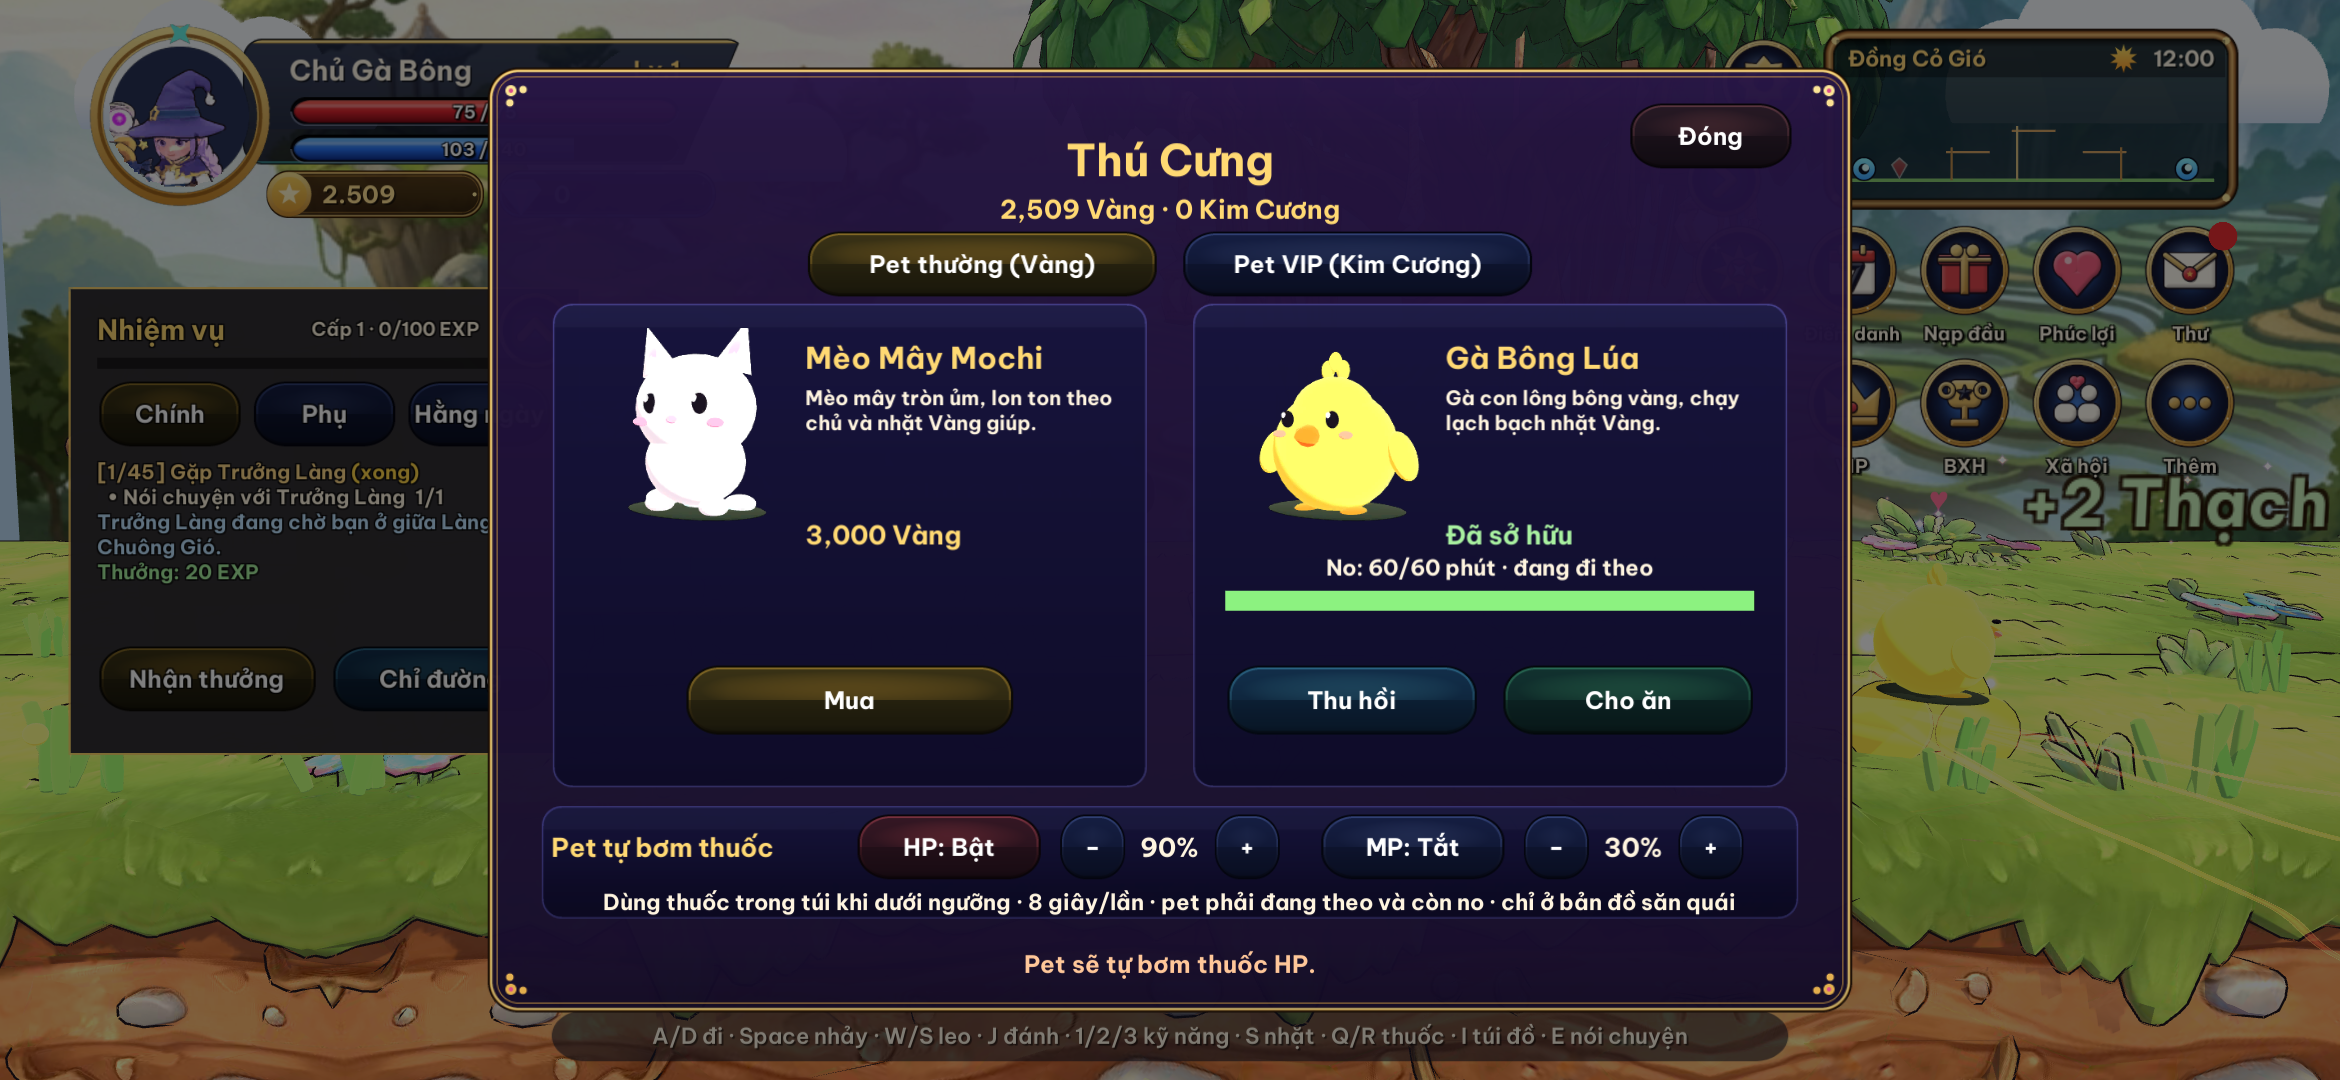 Chủ Gà Bông
75 /
103 /
2.509
Đồng Cỏ Gió
12:00
Thú Cưng
Đóng
2,509 Vàng · 0 Kim Cương
Pet thường (Vàng)
Pet VIP (Kim Cương)
danh
Nạp đầu
Phúc lợi
Thư
BXH
Xã hội
Thêm
+2 Thạch
Nhiệm vụ
Cấp 1 · 0/100 EXP
Chính
Phụ
Hằng ngày
[1/45] Gặp Trưởng Làng (xong)
• Nói chuyện với Trưởng Làng 1/1
Trưởng Làng đang chờ bạn ở giữa Làng
Chuông Gió.
Thưởng: 20 EXP
Nhận thưởng
Chỉ đường
Mèo Mây Mochi
Mèo mây tròn ủm, lon ton theo
chủ và nhặt Vàng giúp.
3,000 Vàng
Mua
Gà Bông Lúa
Gà con lông bông vàng, chạy
lạch bạch nhặt Vàng.
Đã sở hữu
No: 60/60 phút · đang đi theo
Thu hồi
Cho ăn
Pet tự bơm thuốc
HP: Bật
-
90%
+
MP: Tắt
-
30%
+
Dùng thuốc trong túi khi dưới ngưỡng · 8 giây/lần · pet phải đang theo và còn no · chỉ ở bản đồ săn quái
Pet sẽ tự bơm thuốc HP.
A/D đi · Space nhảy · W/S leo · J đánh · 1/2/3 kỹ năng · S nhặt · Q/R thuốc · I túi đồ · E nói chuyện